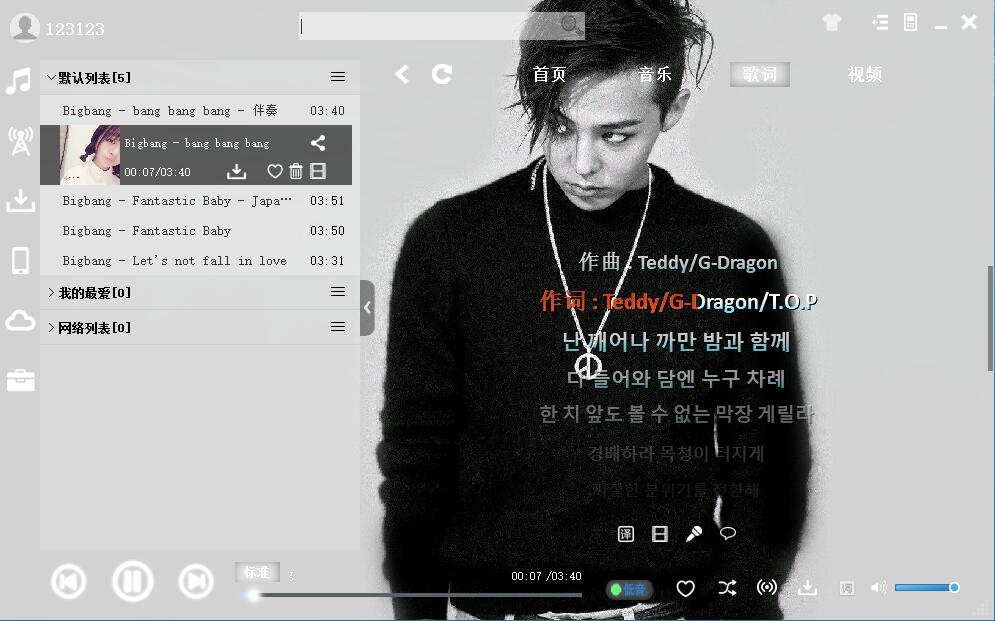 123123
首页
音乐
歌词
视频
默认列表[5]
Bigbang - bang bang bang - 伴奏 03:40
Bigbang - bang bang bang
00:07/03:40
Bigbang - Fantastic Baby - Japa… 03:51
Bigbang - Fantastic Baby 03:50
Bigbang - Let's not fall in love 03:31
我的最爱[0]
网络列表[0]
作曲 : Teddy/G-Dragon
作词 : Teddy/G-Dragon/T.O.P
난 깨어나 까만 밤과 함께
다 들어와 담엔 누구 차례
한 치 앞도 볼 수 없는 막장 게릴라
경배하라 목청이 터지게
분위기를 전환해
译
标准
00:07 /03:40
低音
词